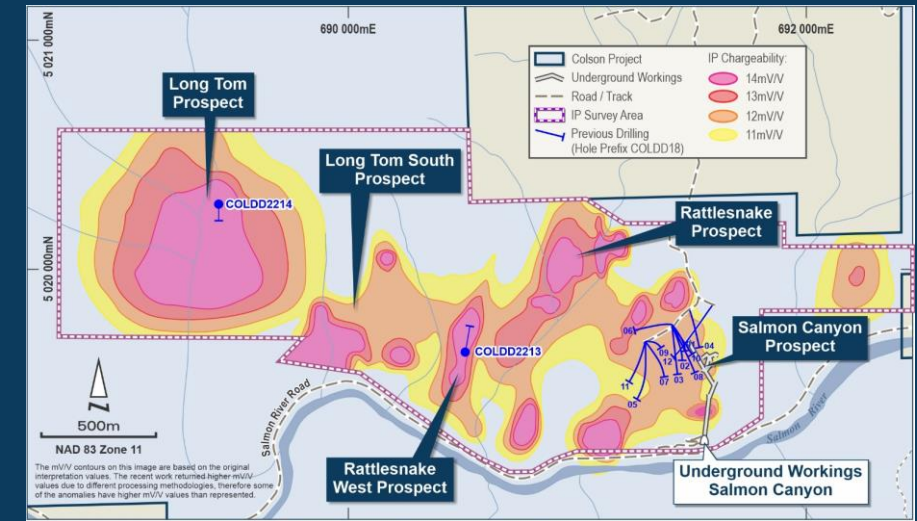 690 000mE
692 000mE
5 021 000mN
5 020 000mN
Colson Project
Underground Workings
Road / Track
IP Survey Area
Previous Drilling
(Hole Prefix COLDD18)
IP Chargeability:
14mV/V
13mV/V
12mV/V
11mV/V
Long Tom
Prospect
Long Tom South
Prospect
COLDD2214
Rattlesnake
Prospect
COLDD2213
Salmon Canyon
Prospect
06
09
12
04
10
02
07
03
08
11
05
Salmon River Road
Salmon River
Rattlesnake
West Prospect
Underground Workings
Salmon Canyon
N
500m
NAD 83 Zone 11
The mV/V contours on this image are based on the original
interpretation values. The recent work returned higher mV/V
values due to different processing methodologies, therefore some
of the anomalies have higher mV/V values than represented.